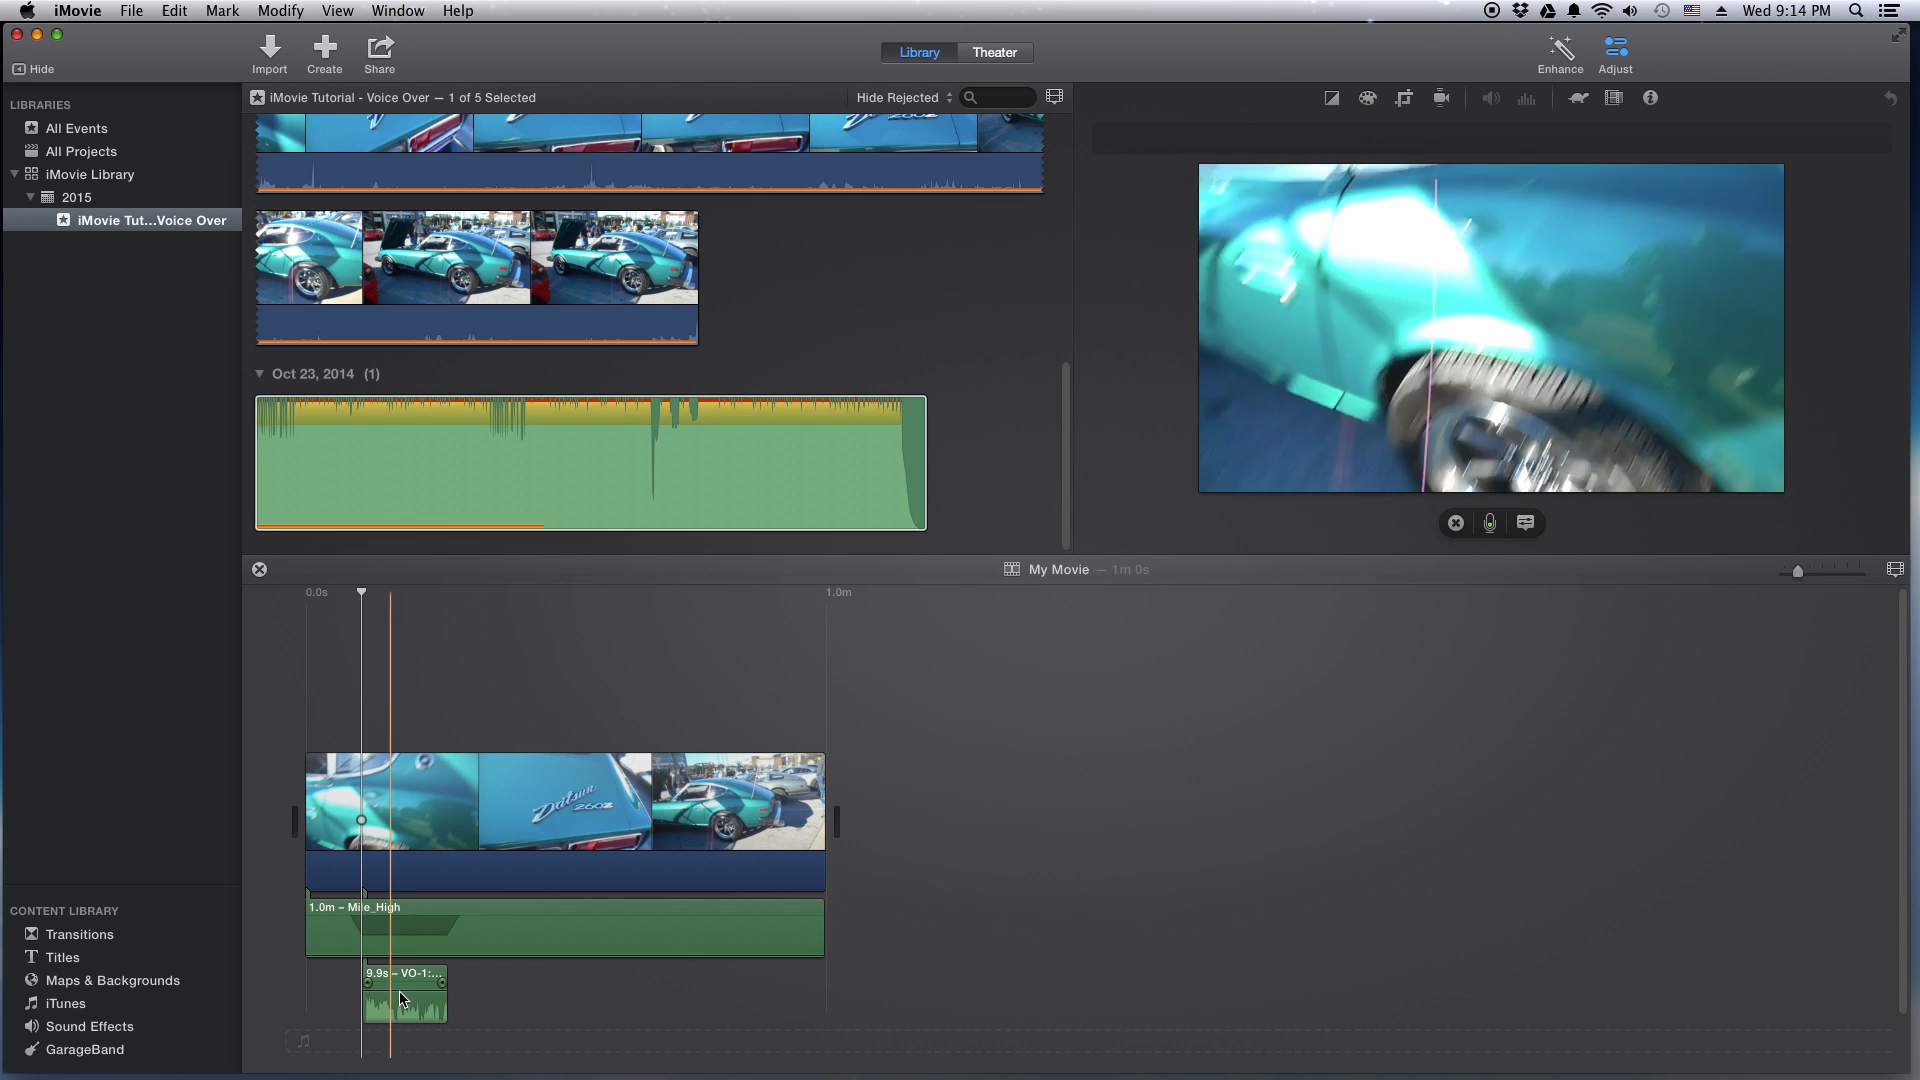 iMovie File Edit Mark Modify View Window Help
Wed 9:14 PM
Hide
Import Create Share
Library Theater
Enhance Adjust
LIBRARIES
All Events
All Projects
iMovie Library
2015
iMovie Tut...Voice Over
iMovie Tutorial - Voice Over — 1 of 5 Selected
Hide Rejected
Oct 23, 2014 (1)
My Movie — 1m 0s
0.0s
1.0m
Datsun
260Z
1.0m – Mile_High
9.9s – VO-1:...
CONTENT LIBRARY
Transitions
Titles
Maps & Backgrounds
iTunes
Sound Effects
GarageBand